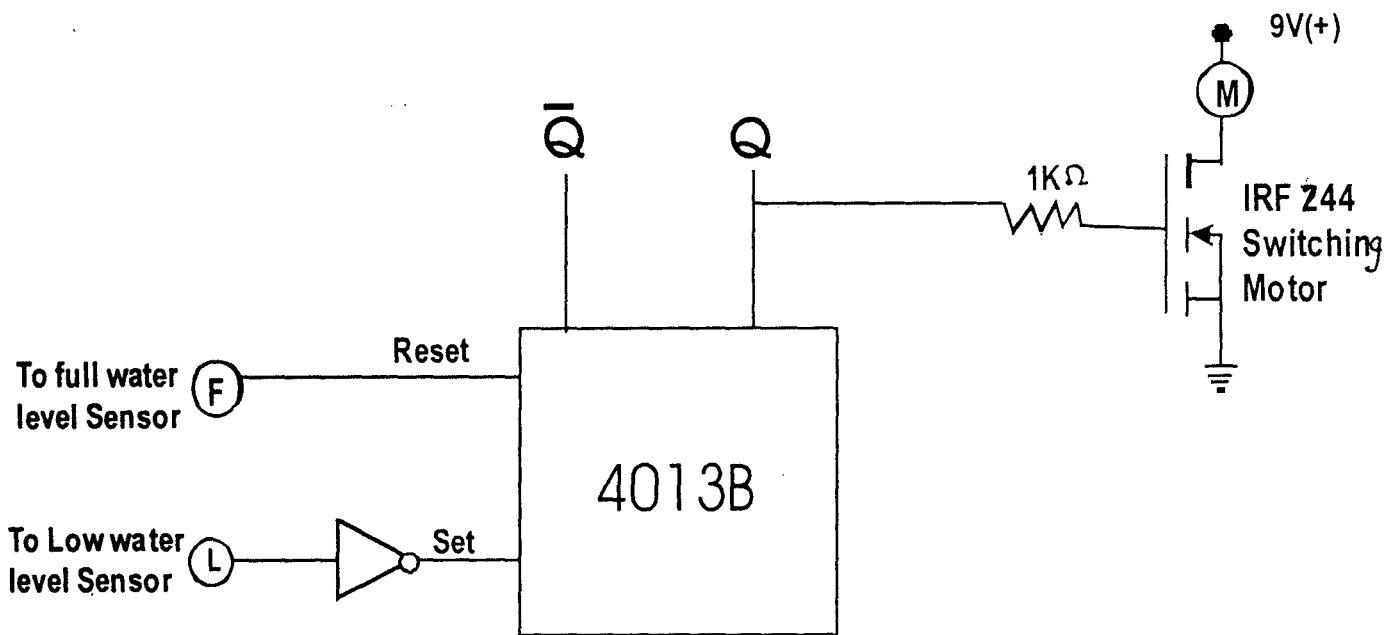 9V(+)
M
Q̅
Q
1KΩ
IRF Z44
Switching
Motor
Reset
To full water
level Sensor
F
4013B
To Low water
level Sensor
L
Set